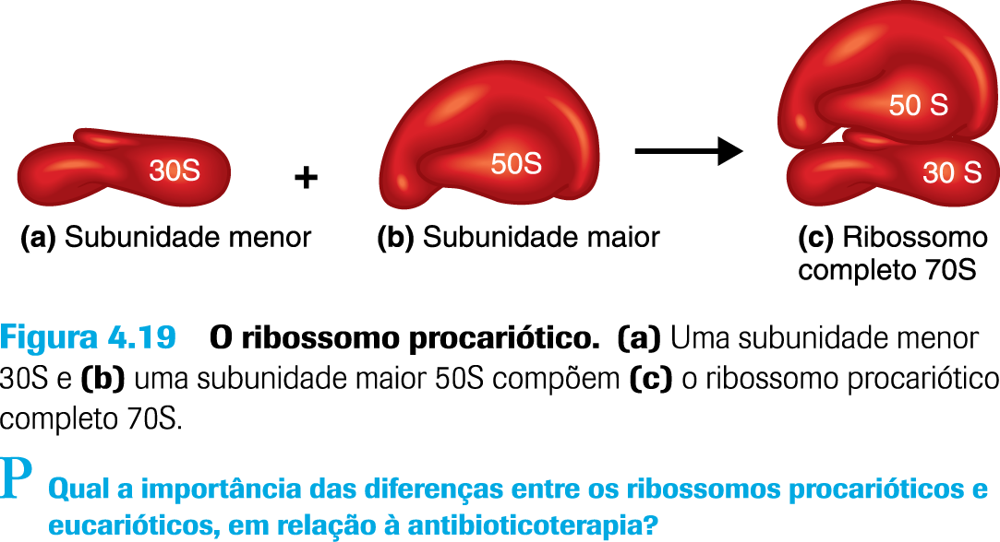 30S
+
50S
50 S
30 S
(a) Subunidade menor
(b) Subunidade maior
(c) Ribossomo
completo 70S
Figura 4.19 O ribossomo procariótico. (a) Uma subunidade menor
30S e (b) uma subunidade maior 50S compõem (c) o ribossomo procariótico
completo 70S.
P Qual a importância das diferenças entre os ribossomos procarióticos e
eucarióticos, em relação à antibioticoterapia?